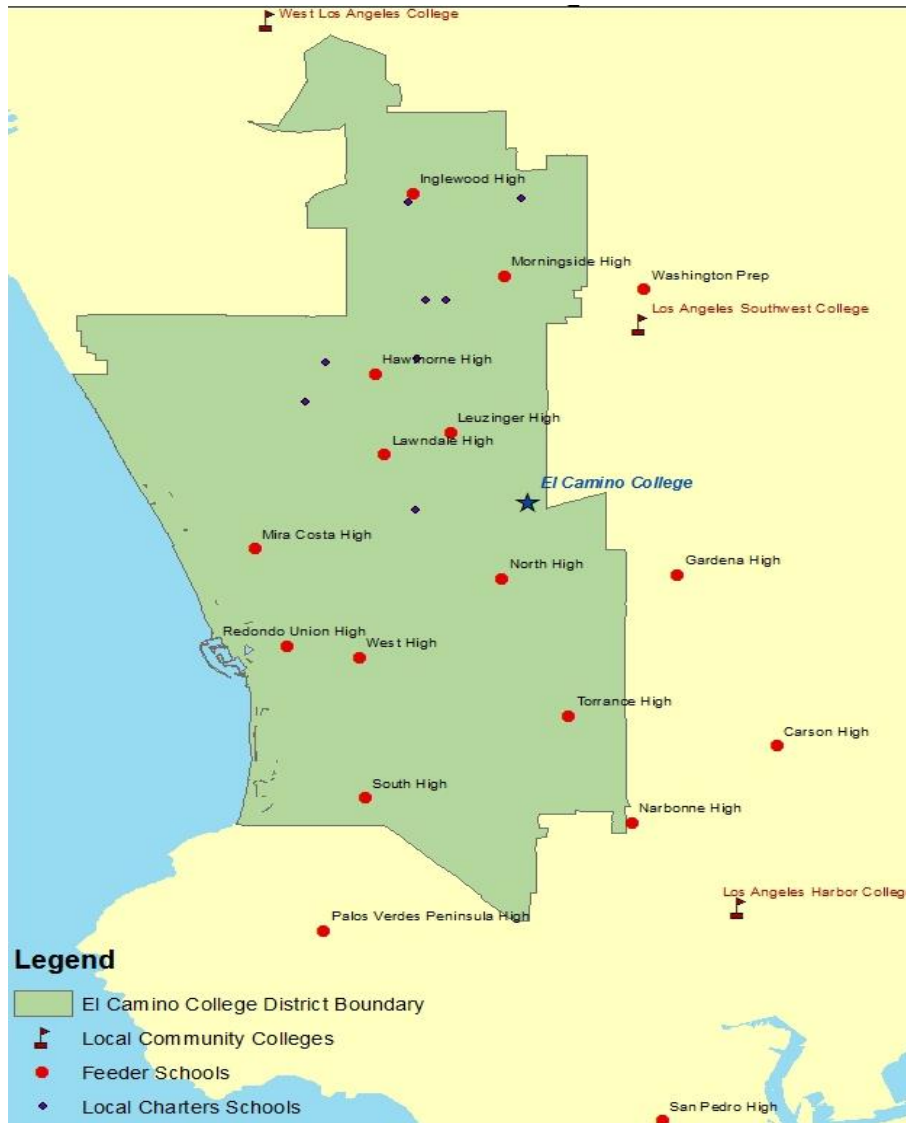 West Los Angeles College
Inglewood High
Morningside High
Washington Prep
Los Angeles Southwest College
Hawthorne High
Leuzinger High
Lawndale High
El Camino College
Mira Costa High
North High
Gardena High
Redondo Union High
West High
Torrance High
Carson High
South High
Narbonne High
Los Angeles Harbor College
Palos Verdes Peninsula High
Legend
El Camino College District Boundary
Local Community Colleges
Feeder Schools
Local Charters Schools
San Pedro High